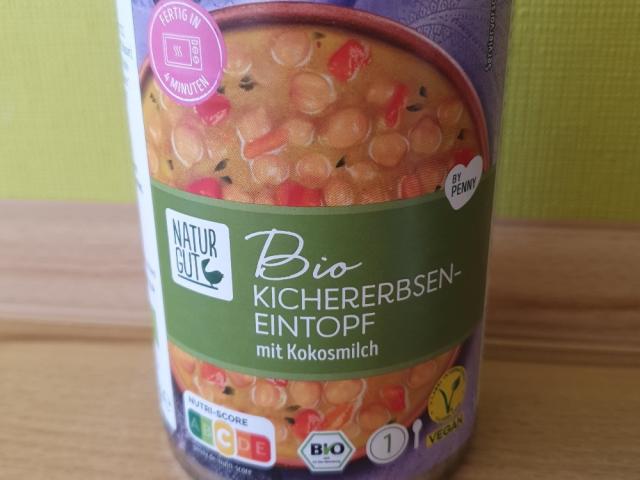 FERTIG IN
4 MINUTEN
BY
PENNY
NATUR
GUT
Bio
KICHERERBSEN-
EINTOPF
mit Kokosmilch
NUTRI-SCORE
A B C D E
BIO
1
VEGAN